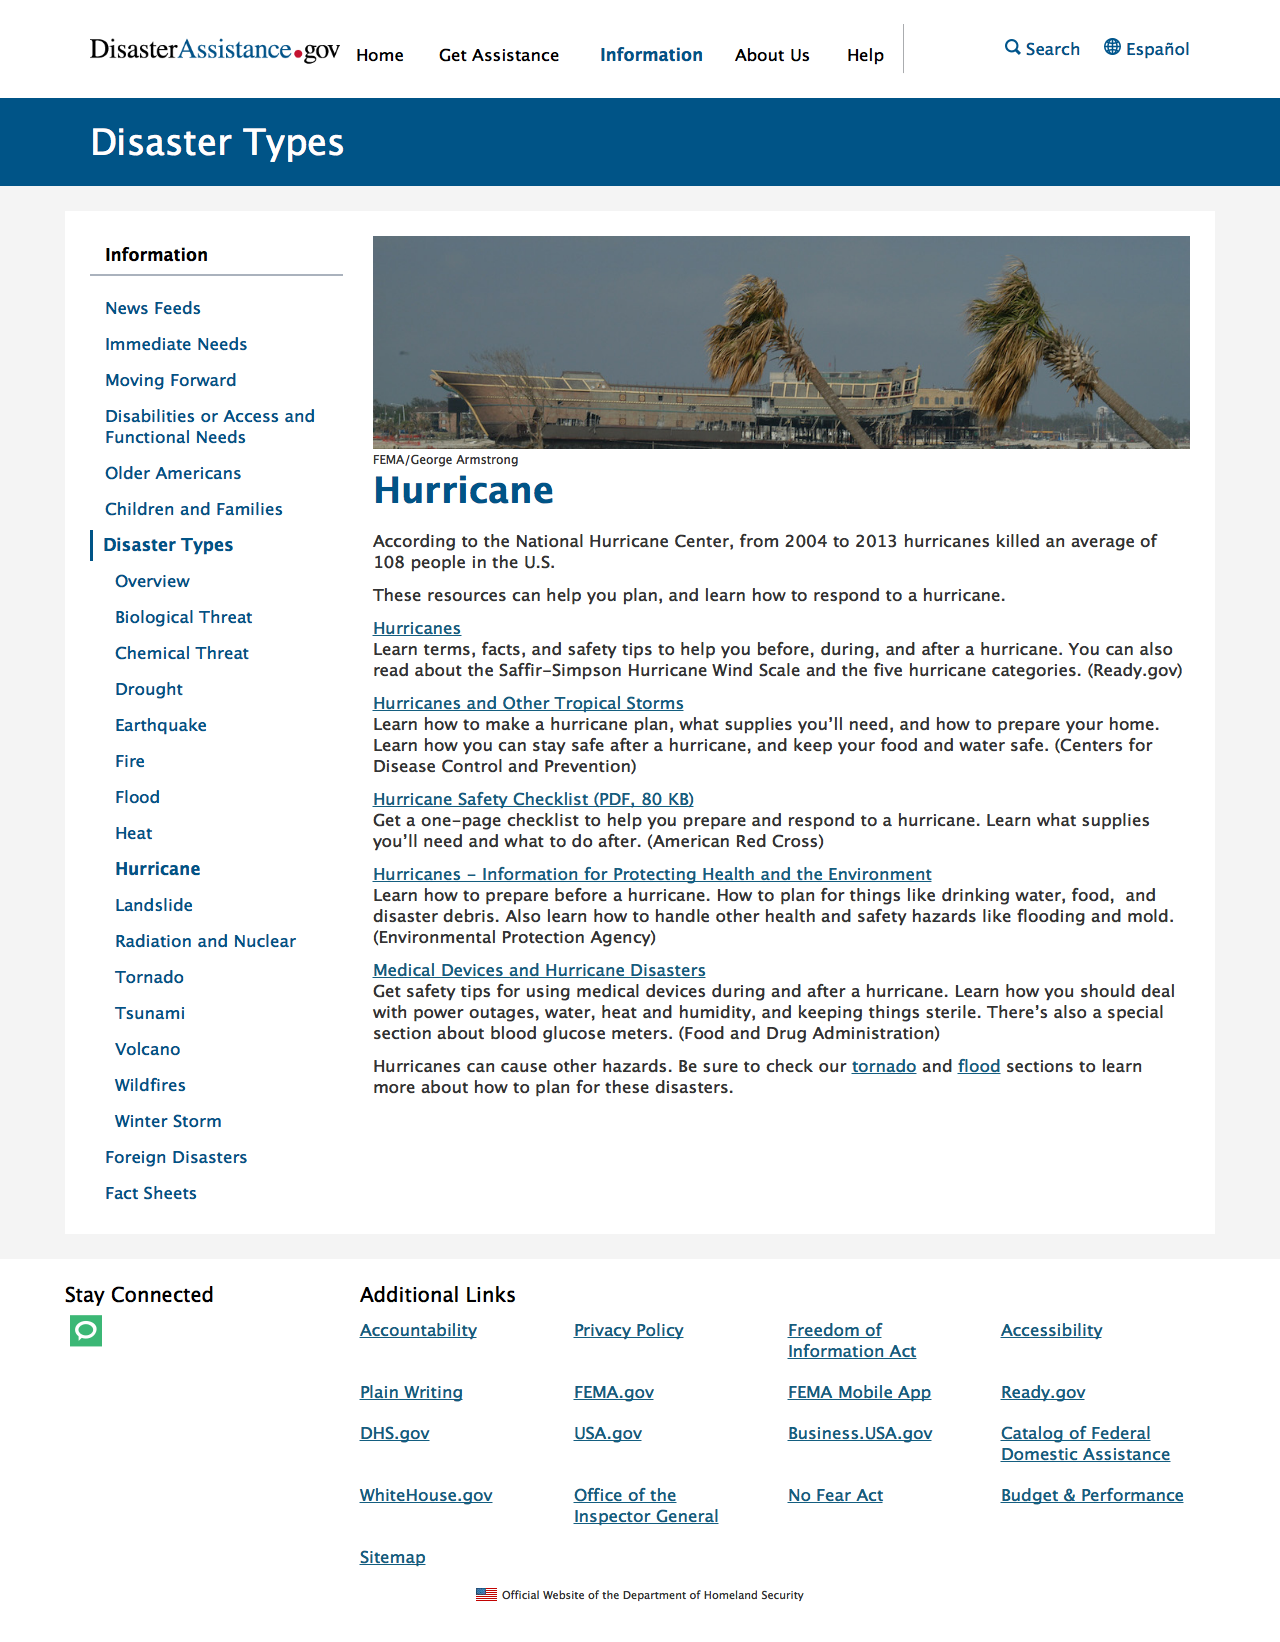 DisasterAssistance.gov
Home
Get Assistance
Information
About Us
Help
Search
Español
Disaster Types
Information
News Feeds
Immediate Needs
Moving Forward
Disabilities or Access and
Functional Needs
Older Americans
Children and Families
Disaster Types
Overview
Biological Threat
Chemical Threat
Drought
Earthquake
Fire
Flood
Heat
Hurricane
Landslide
Radiation and Nuclear
Tornado
Tsunami
Volcano
Wildfires
Winter Storm
Foreign Disasters
Fact Sheets
FEMA/George Armstrong
Hurricane
According to the National Hurricane Center, from 2004 to 2013 hurricanes killed an average of
108 people in the U.S.
These resources can help you plan, and learn how to respond to a hurricane.
Hurricanes
Learn terms, facts, and safety tips to help you before, during, and after a hurricane. You can also
read about the Saffir-Simpson Hurricane Wind Scale and the five hurricane categories. (Ready.gov)
Hurricanes and Other Tropical Storms
Learn how to make a hurricane plan, what supplies you’ll need, and how to prepare your home.
Learn how you can stay safe after a hurricane, and keep your food and water safe. (Centers for
Disease Control and Prevention)
Hurricane Safety Checklist (PDF, 80 KB)
Get a one-page checklist to help you prepare and respond to a hurricane. Learn what supplies
you’ll need and what to do after. (American Red Cross)
Hurricanes - Information for Protecting Health and the Environment
Learn how to prepare before a hurricane. How to plan for things like drinking water, food,  and
disaster debris. Also learn how to handle other health and safety hazards like flooding and mold.
(Environmental Protection Agency)
Medical Devices and Hurricane Disasters
Get safety tips for using medical devices during and after a hurricane. Learn how you should deal
with power outages, water, heat and humidity, and keeping things sterile. There’s also a special
section about blood glucose meters. (Food and Drug Administration)
Hurricanes can cause other hazards. Be sure to check our tornado and flood sections to learn
more about how to plan for these disasters.
Stay Connected
Additional Links
Accountability
Privacy Policy
Freedom of
Information Act
Accessibility
Plain Writing
FEMA.gov
FEMA Mobile App
Ready.gov
DHS.gov
USA.gov
Business.USA.gov
Catalog of Federal
Domestic Assistance
WhiteHouse.gov
Office of the
Inspector General
No Fear Act
Budget & Performance
Sitemap
Official Website of the Department of Homeland Security